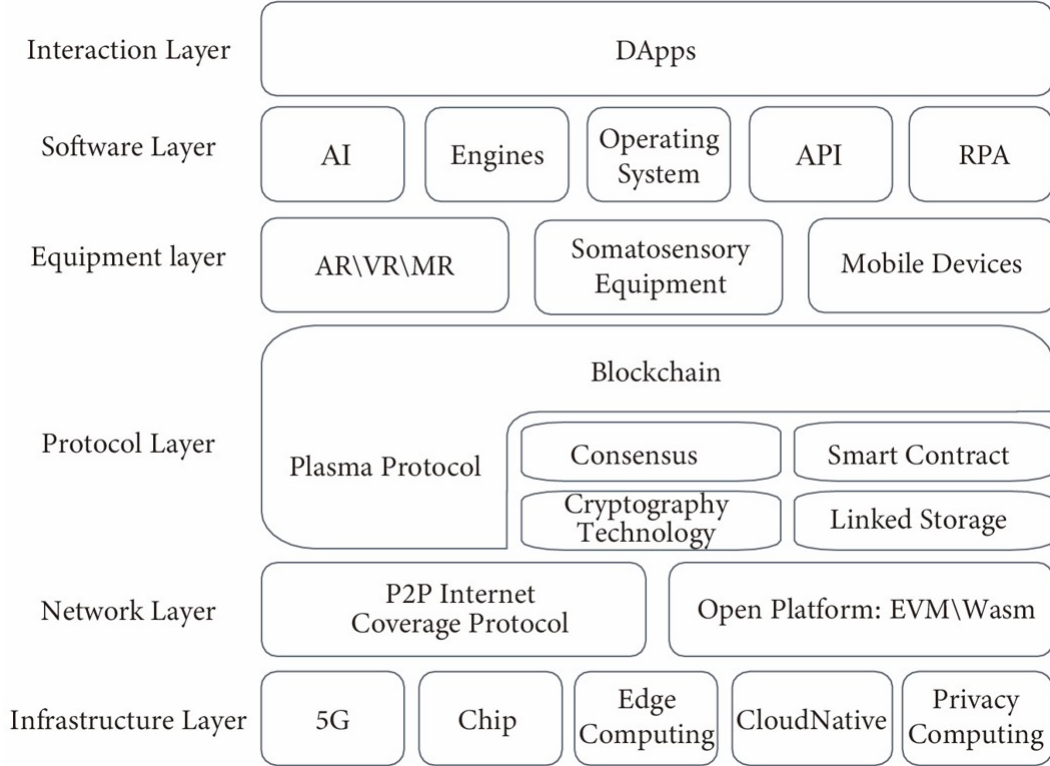 Interaction Layer
DApps
Software Layer
AI
Engines
Operating
System
API
RPA
Equipment layer
AR\VR\MR
Somatosensory
Equipment
Mobile Devices
Protocol Layer
Blockchain
Plasma Protocol
Consensus
Smart Contract
Cryptography
Technology
Linked Storage
Network Layer
P2P Internet
Coverage Protocol
Open Platform: EVM\Wasm
Infrastructure Layer
5G
Chip
Edge
Computing
CloudNative
Privacy
Computing